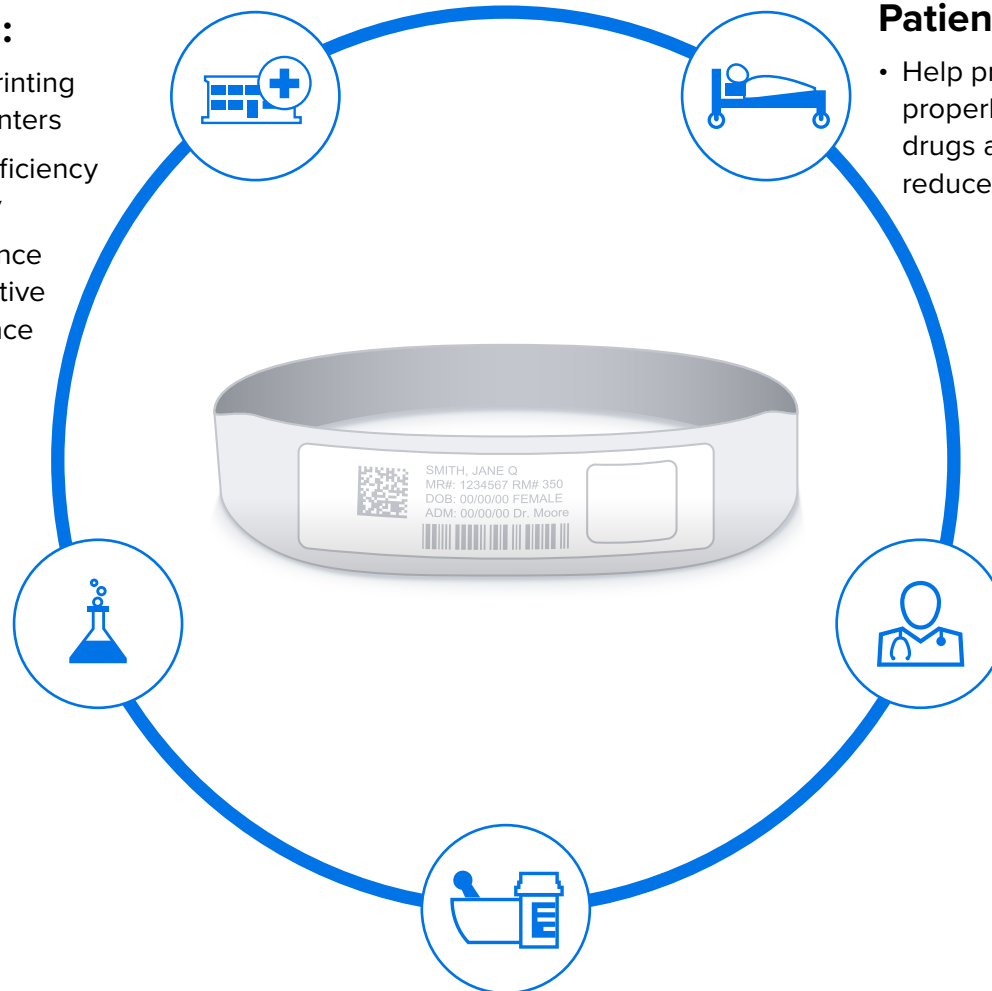 :
rinting
nters
ficiency
nce
tive
ce
Patien
• Help pr
properl
drugs a
reduce
SMITH, JANE Q
MR#: 1234567 RM# 350
DOB: 00/00/00 FEMALE
ADM: 00/00/00 Dr. Moore